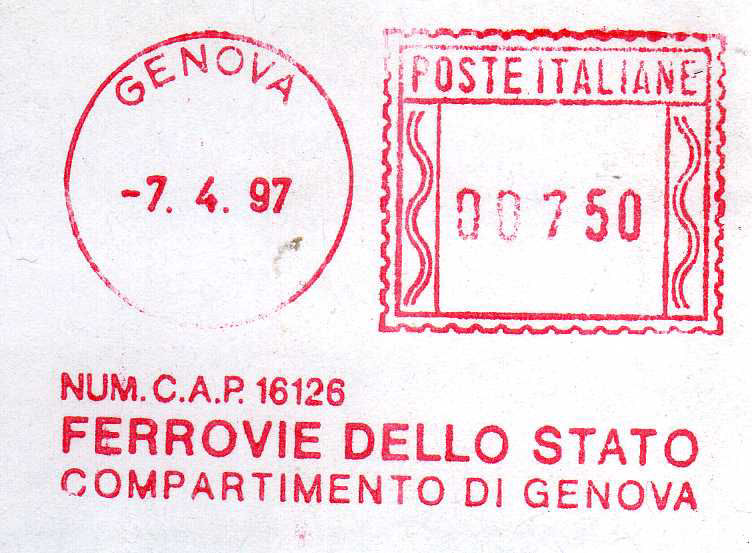 GENOVA
-7. 4. 97
POSTE ITALIANE
00750
NUM. C.A.P. 16126
FERROVIE DELLO STATO
COMPARTIMENTO DI GENOVA